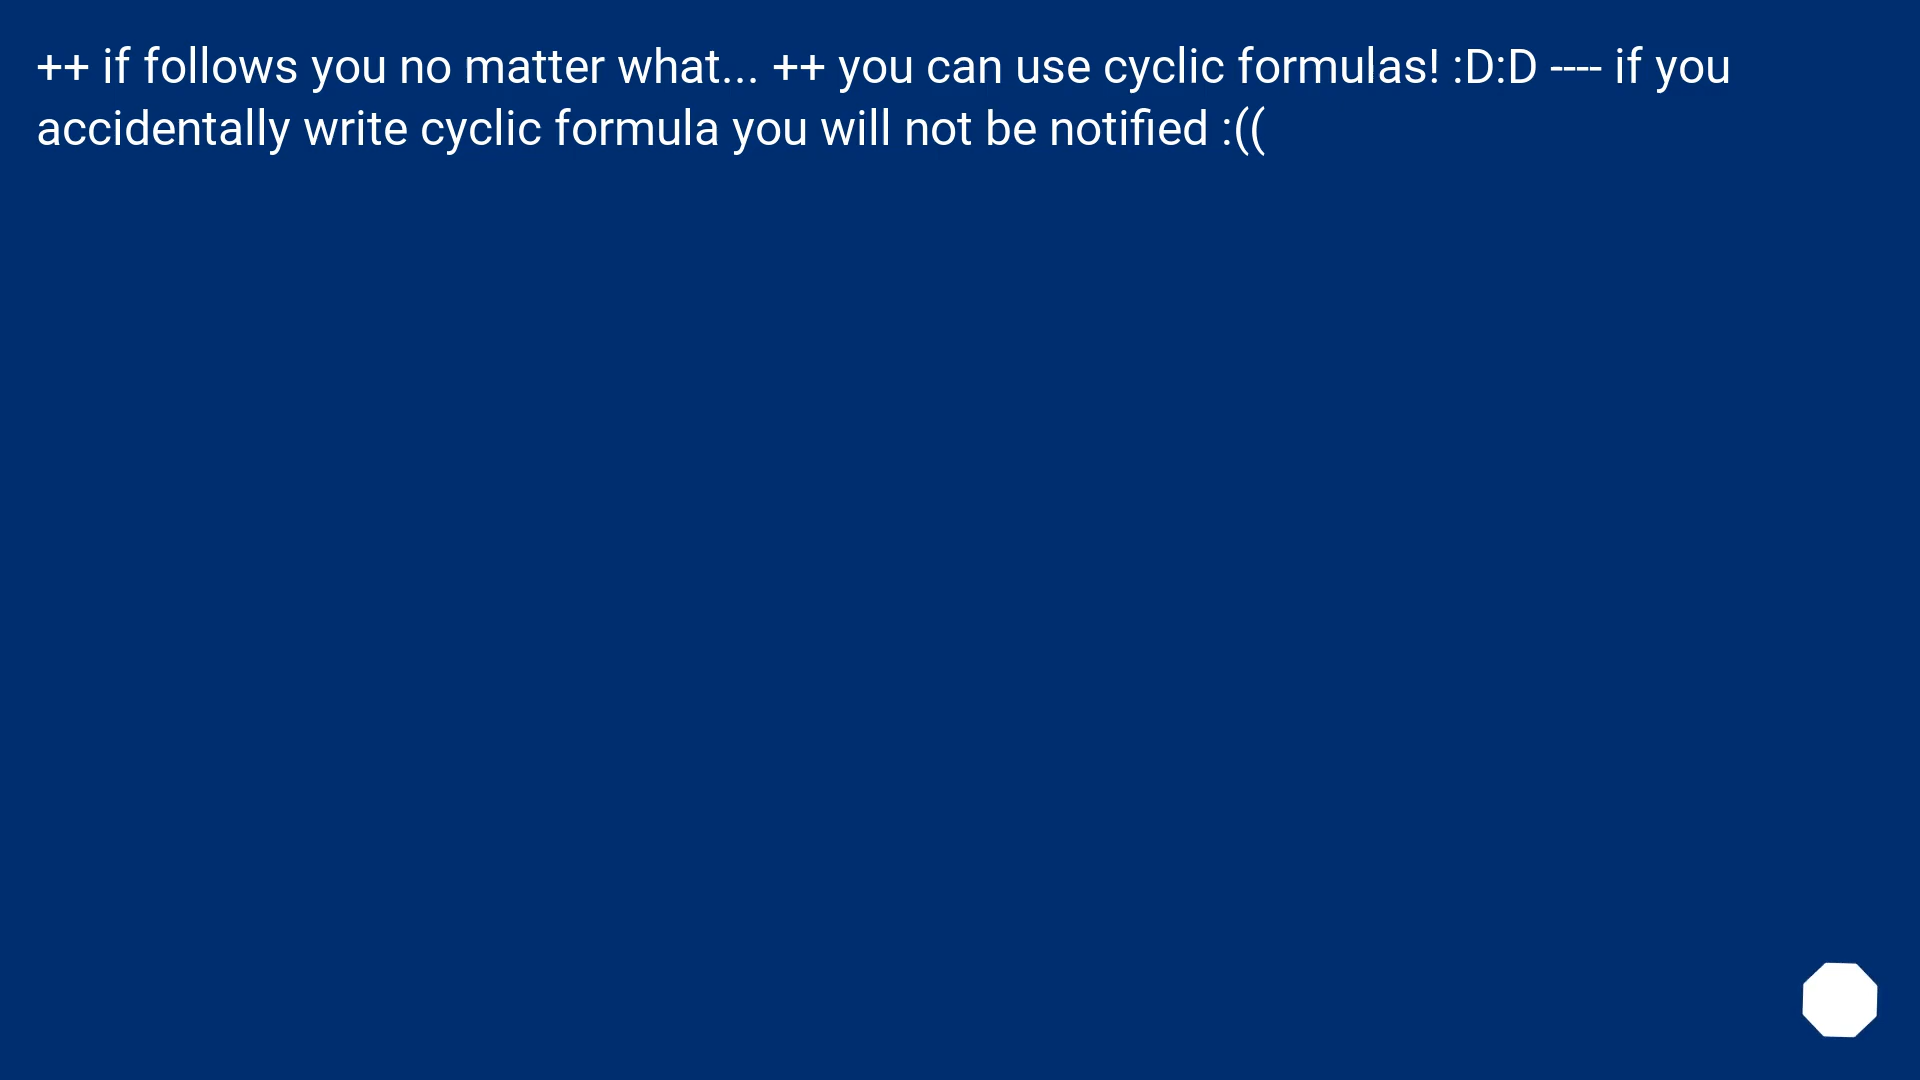 ++ if follows you no matter what... ++ you can use cyclic formulas! :D:D ---- if you
accidentally write cyclic formula you will not be notified :((